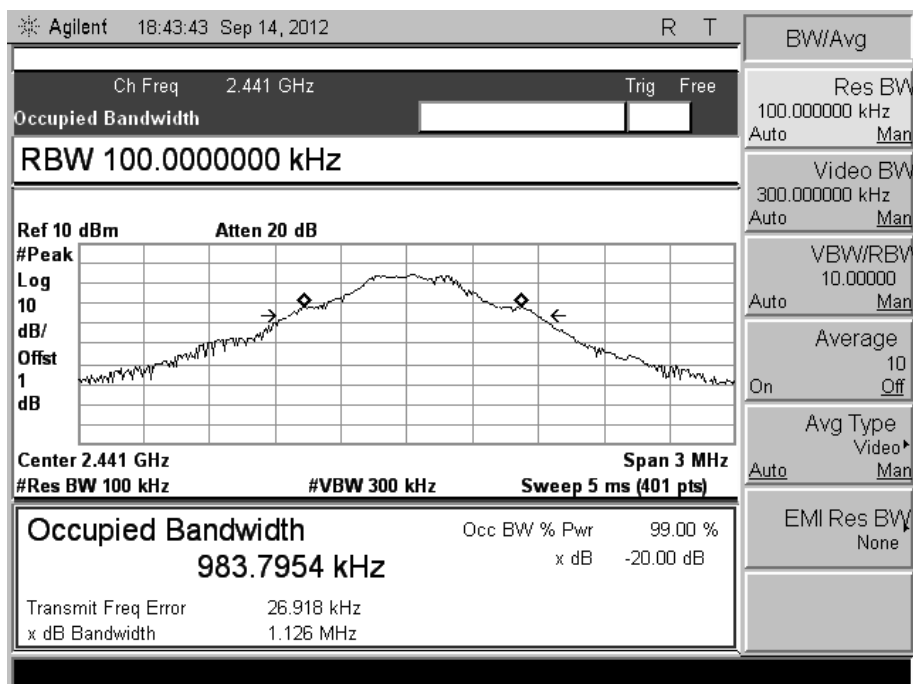 Agilent 18:43:43 Sep 14, 2012 R T
Ch Freq 2.441 GHz Trig Free
Occupied Bandwidth
RBW 100.0000000 kHz
Ref 10 dBm Atten 20 dB
#Peak
Log
10
dB/
Offst
1
dB
Center 2.441 GHz Span 3 MHz
#Res BW 100 kHz #VBW 300 kHz Sweep 5 ms (401 pts)
Occupied Bandwidth Occ BW % Pwr 99.00 %
983.7954 kHz x dB -20.00 dB
Transmit Freq Error 26.918 kHz
x dB Bandwidth 1.126 MHz
BW/Avg
Res BW
100.000000 kHz
Auto Man
Video BW
300.000000 kHz
Auto Man
VBW/RBW
10.00000
Auto Man
Average
10
On Off
Avg Type
Video
Auto Man
EMI Res BW
None